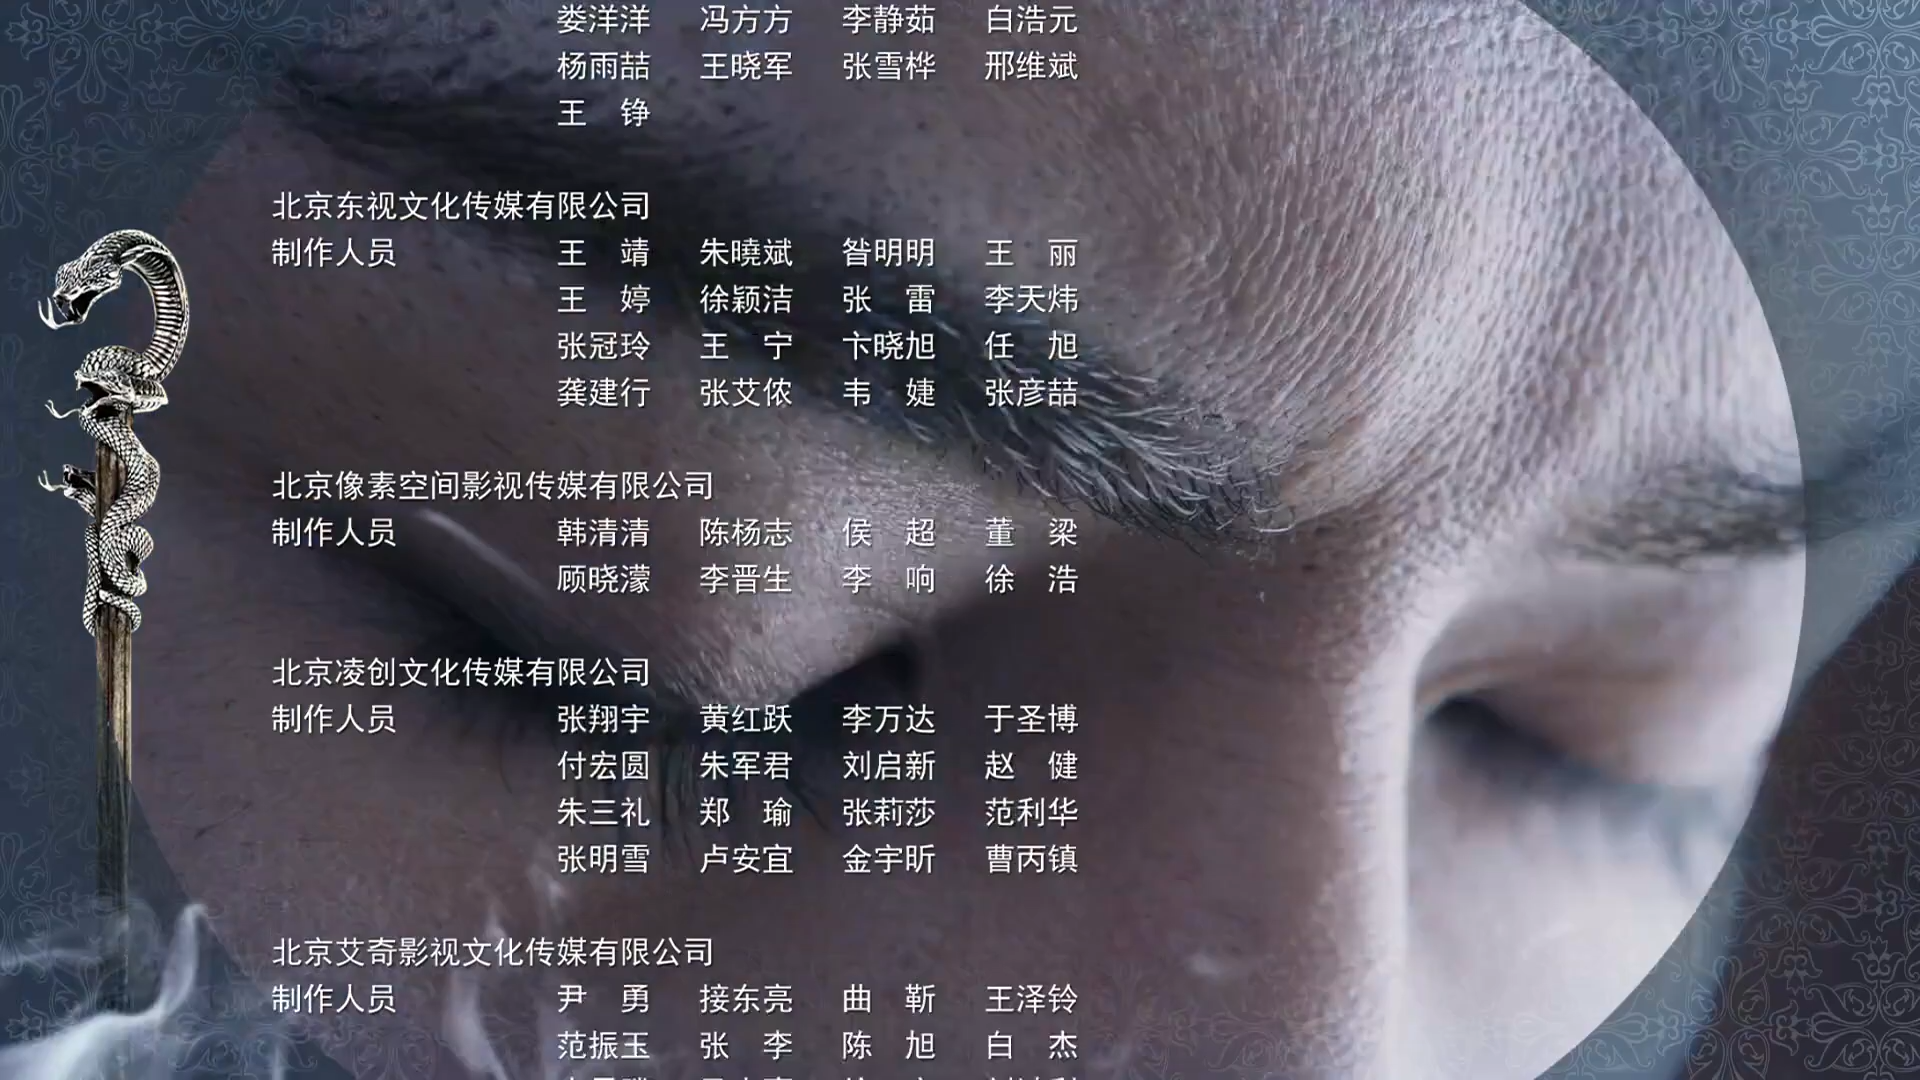 娄洋洋 冯方方 李静茹 白浩元
杨雨喆 王晓军 张雪桦 邢维斌
王 铮
北京东视文化传媒有限公司
制作人员 王 靖 朱曉斌 昝明明 王 丽
王 婷 徐颖洁 张 雷 李天炜
张冠玲 王 宁 卞晓旭 任 旭
龚建行 张艾侬 韦 婕 张彦喆
北京像素空间影视传媒有限公司
制作人员 韩清清 陈杨志 侯 超 董 梁
顾晓濛 李晋生 李 响 徐 浩
北京凌创文化传媒有限公司
制作人员 张翔宇 黄红跃 李万达 于圣博
付宏圆 朱军君 刘启新 赵 健
朱三礼 郑 瑜 张莉莎 范利华
张明雪 卢安宜 金宇昕 曹丙镇
北京艾奇影视文化传媒有限公司
制作人员 尹 勇 接东亮 曲 靳 王泽铃
范振玉 张 李 陈 旭 白 杰